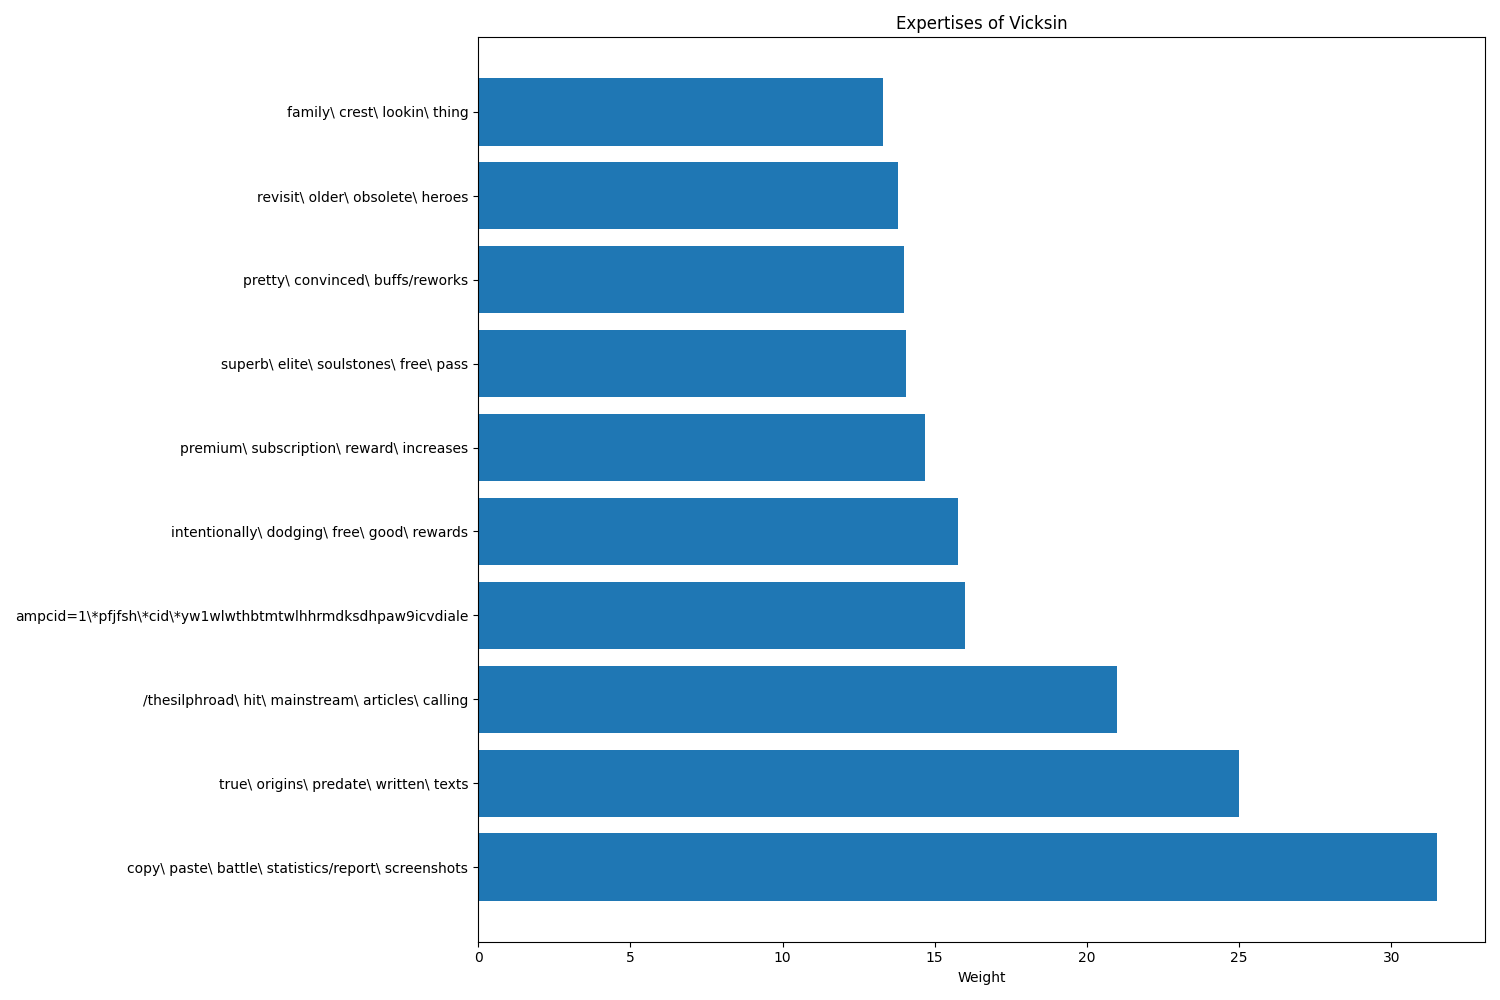 Expertises of Vicksin
family\ crest\ lookin\ thing
revisit\ older\ obsolete\ heroes
pretty\ convinced\ buffs/reworks
superb\ elite\ soulstones\ free\ pass
premium\ subscription\ reward\ increases
intentionally\ dodging\ free\ good\ rewards
ampcid=1\*pfjfsh\*cid\*yw1wlwthbtmtwlhhrmdksdhpaw9icvdiale
/thesilphroad\ hit\ mainstream\ articles\ calling
true\ origins\ predate\ written\ texts
copy\ paste\ battle\ statistics/report\ screenshots
0 5 10 15 20 25 30
Weight